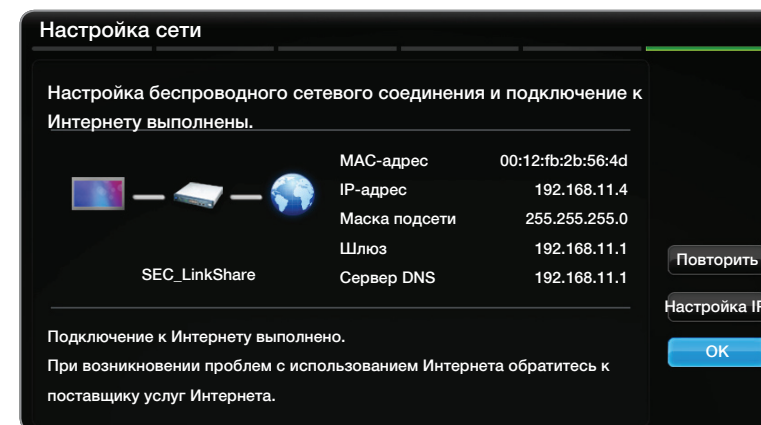 Настройка сети
Настройка беспроводного сетевого соединения и подключение к
Интернету выполнены.
MAC-адрес 00:12:fb:2b:56:4d
IP-адрес 192.168.11.4
Маска подсети 255.255.255.0
Шлюз 192.168.11.1
Сервер DNS 192.168.11.1
SEC_LinkShare
Повторить
Настройка IP
OK
Подключение к Интернету выполнено.
При возникновении проблем с использованием Интернета обратитесь к
поставщику услуг Интернета.